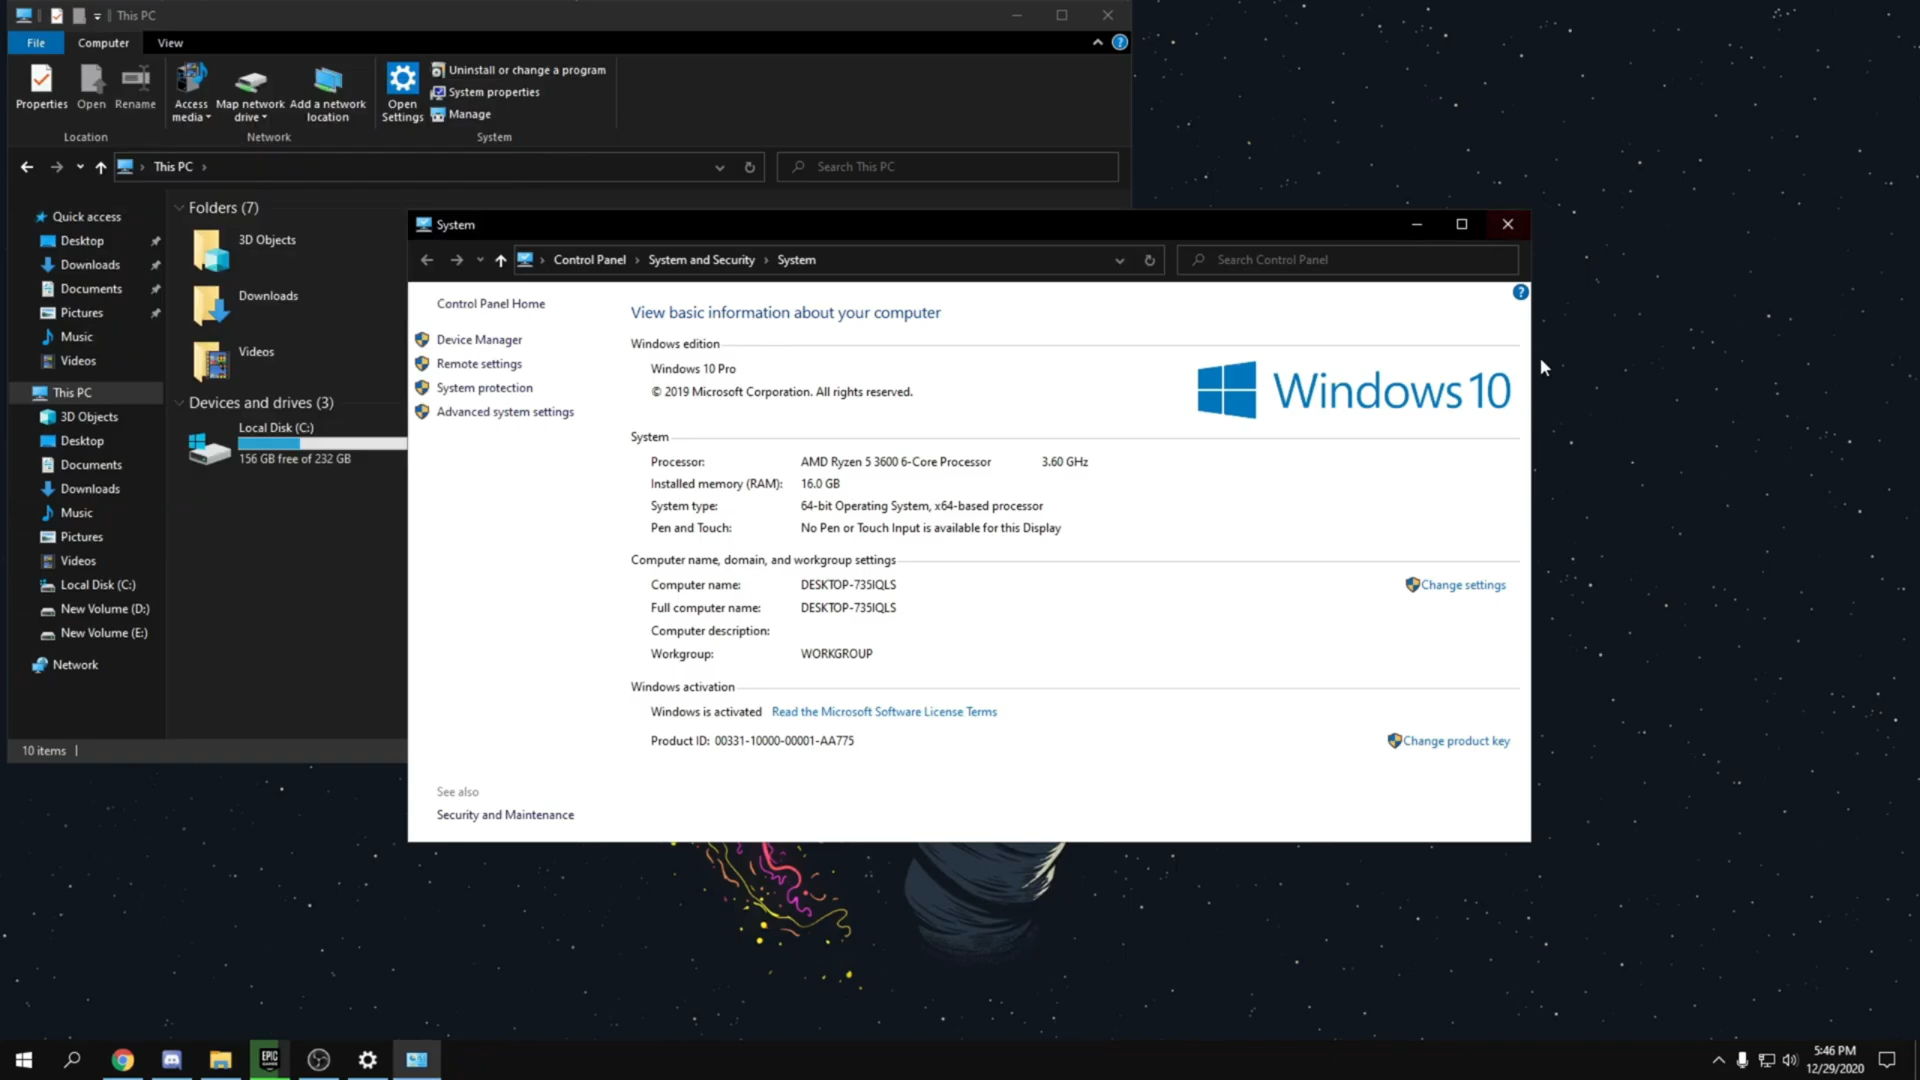 This PC
File
Computer
View
Properties
Open
Rename
Access media
Map network drive
Add a network location
Open Settings
Uninstall or change a program
System properties
Manage
Location
Network
System
This PC
Search This PC
Quick access
Desktop
Downloads
Documents
Pictures
Music
Videos
This PC
3D Objects
Desktop
Documents
Downloads
Music
Pictures
Videos
Local Disk (C:)
New Volume (D:)
New Volume (E:)
Network
10 items
Folders (7)
3D Objects
Downloads
Videos
Devices and drives (3)
Local Disk (C:)
156 GB free of 232 GB
System
Control Panel › System and Security › System
Search Control Panel
Control Panel Home
Device Manager
Remote settings
System protection
Advanced system settings
See also
Security and Maintenance
View basic information about your computer
Windows edition
Windows 10 Pro
© 2019 Microsoft Corporation. All rights reserved.
Windows 10
System
Processor: AMD Ryzen 5 3600 6-Core Processor 3.60 GHz
Installed memory (RAM): 16.0 GB
System type: 64-bit Operating System, x64-based processor
Pen and Touch: No Pen or Touch Input is available for this Display
Computer name, domain, and workgroup settings
Computer name: DESKTOP-735IQLS
Change settings
Full computer name: DESKTOP-735IQLS
Computer description:
Workgroup: WORKGROUP
Windows activation
Windows is activated Read the Microsoft Software License Terms
Product ID: 00331-10000-00001-AA775
Change product key
EPIC GAMES
5:46 PM
12/29/2020